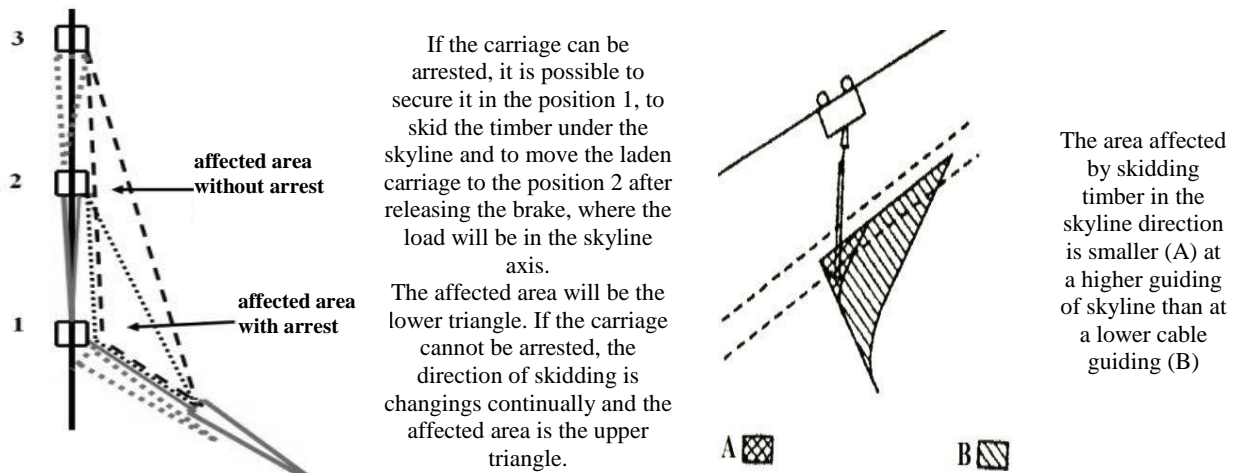 3
2
1
affected area
without arrest
affected area
with arrest
If the carriage can be
arrested, it is possible to
secure it in the position 1, to
skid the timber under the
skyline and to move the laden
carriage to the position 2 after
releasing the brake, where the
load will be in the skyline
axis.
The affected area will be the
lower triangle. If the carriage
cannot be arrested, the
direction of skidding is
changings continually and the
affected area is the upper
triangle.
A
B
The area affected
by skidding
timber in the
skyline direction
is smaller (A) at
a higher guiding
of skyline than at
a lower cable
guiding (B)